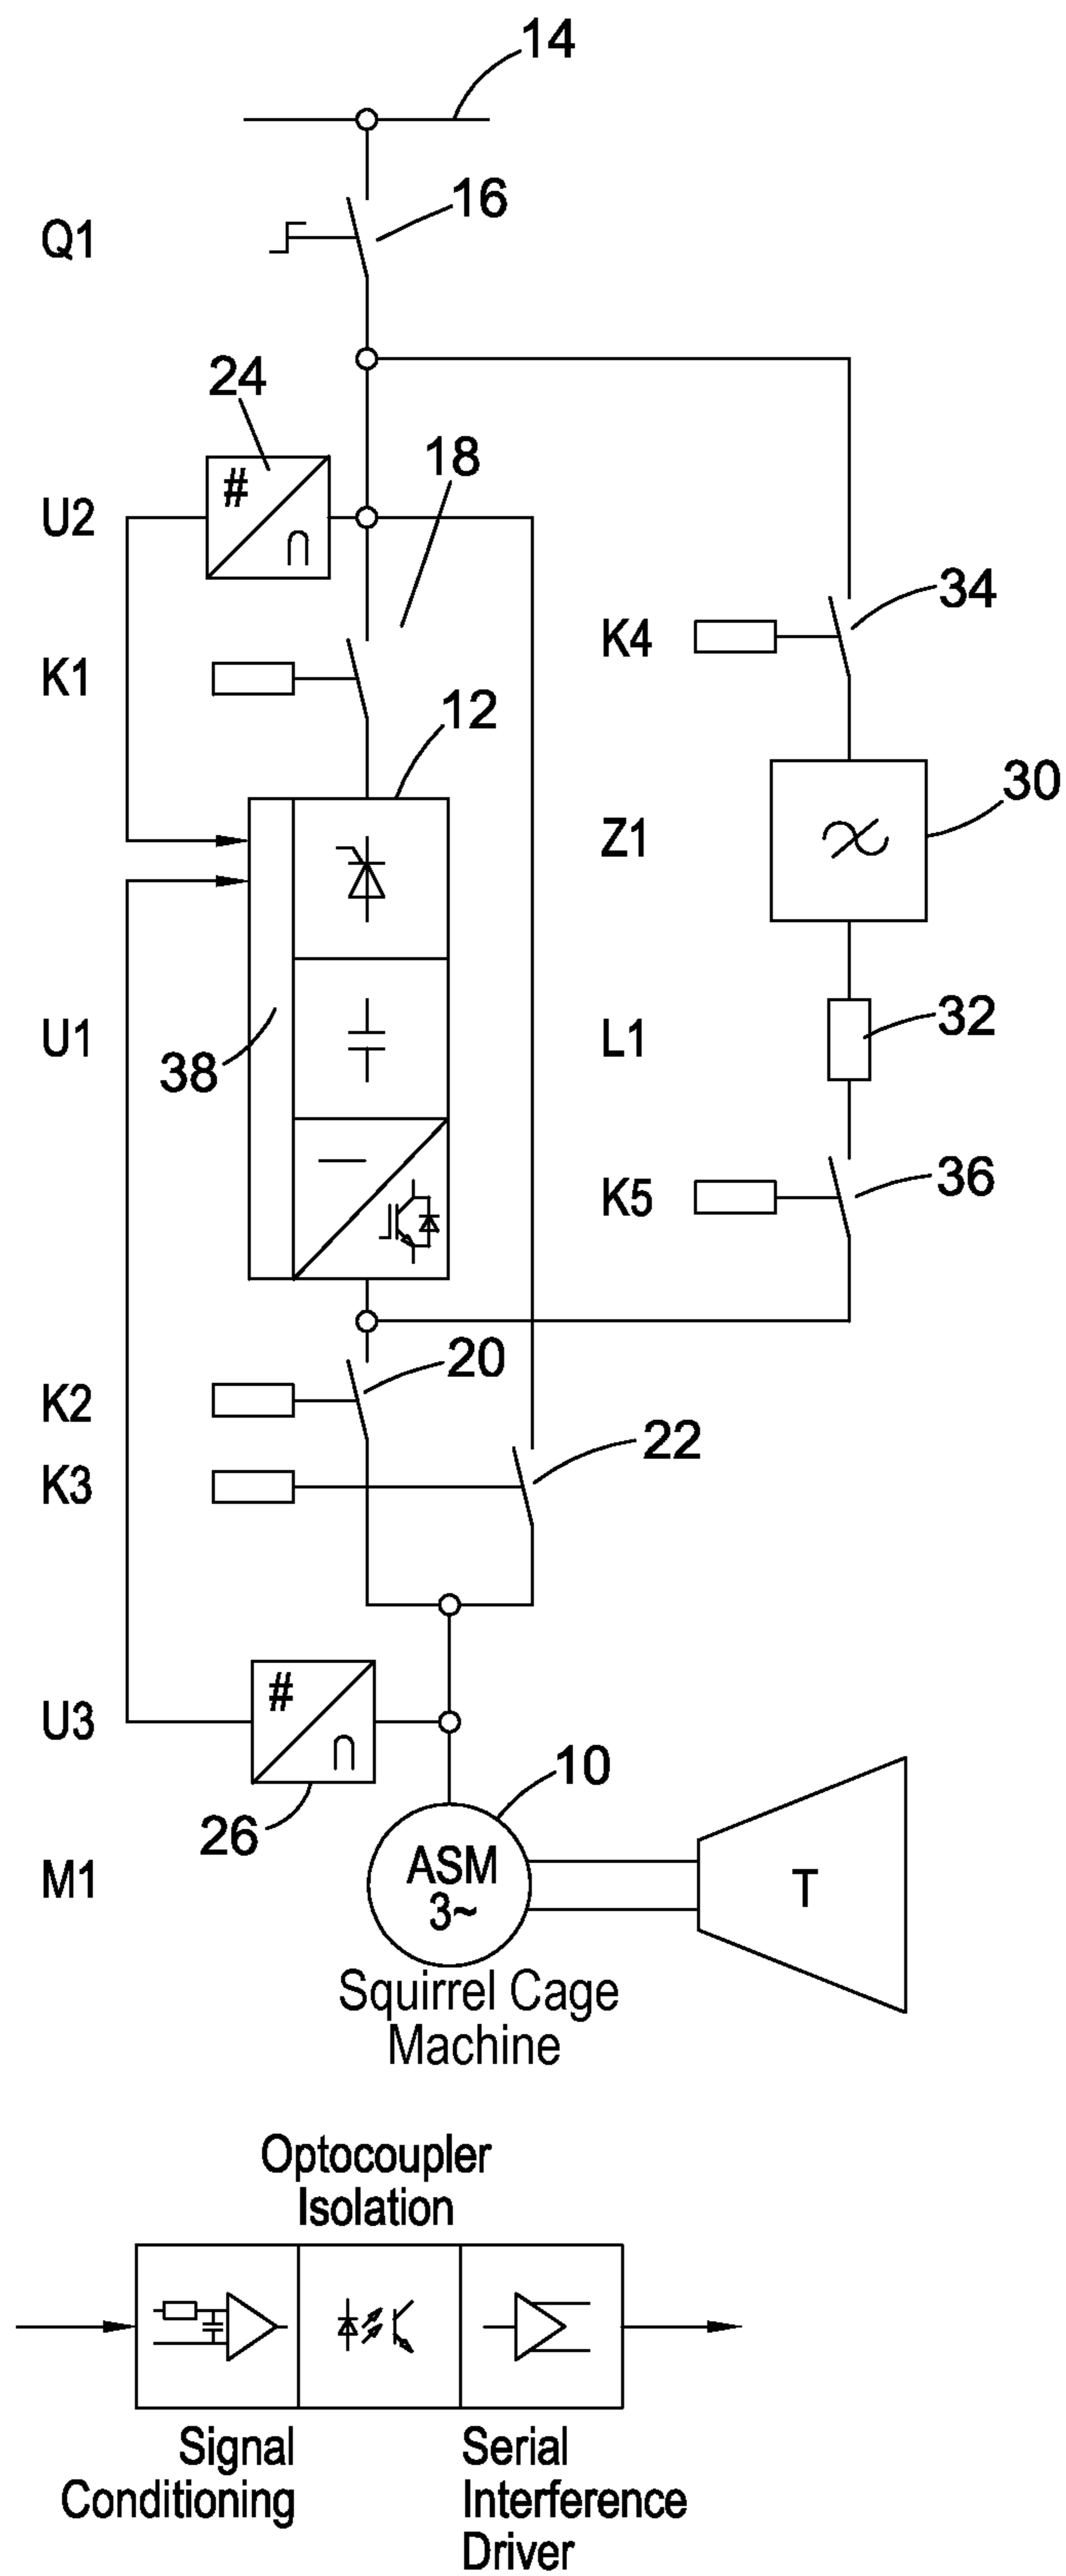 14
Q1
16
24
18
U2
#
∩
K4
34
K1
12
Z1
30
U1
38
L1
32
K5
36
K2
20
K3
22
U3
#
∩
26
10
M1
ASM
3~
T
Squirrel Cage
Machine
Optocoupler
Isolation
Signal
Conditioning
Serial
Interference
Driver